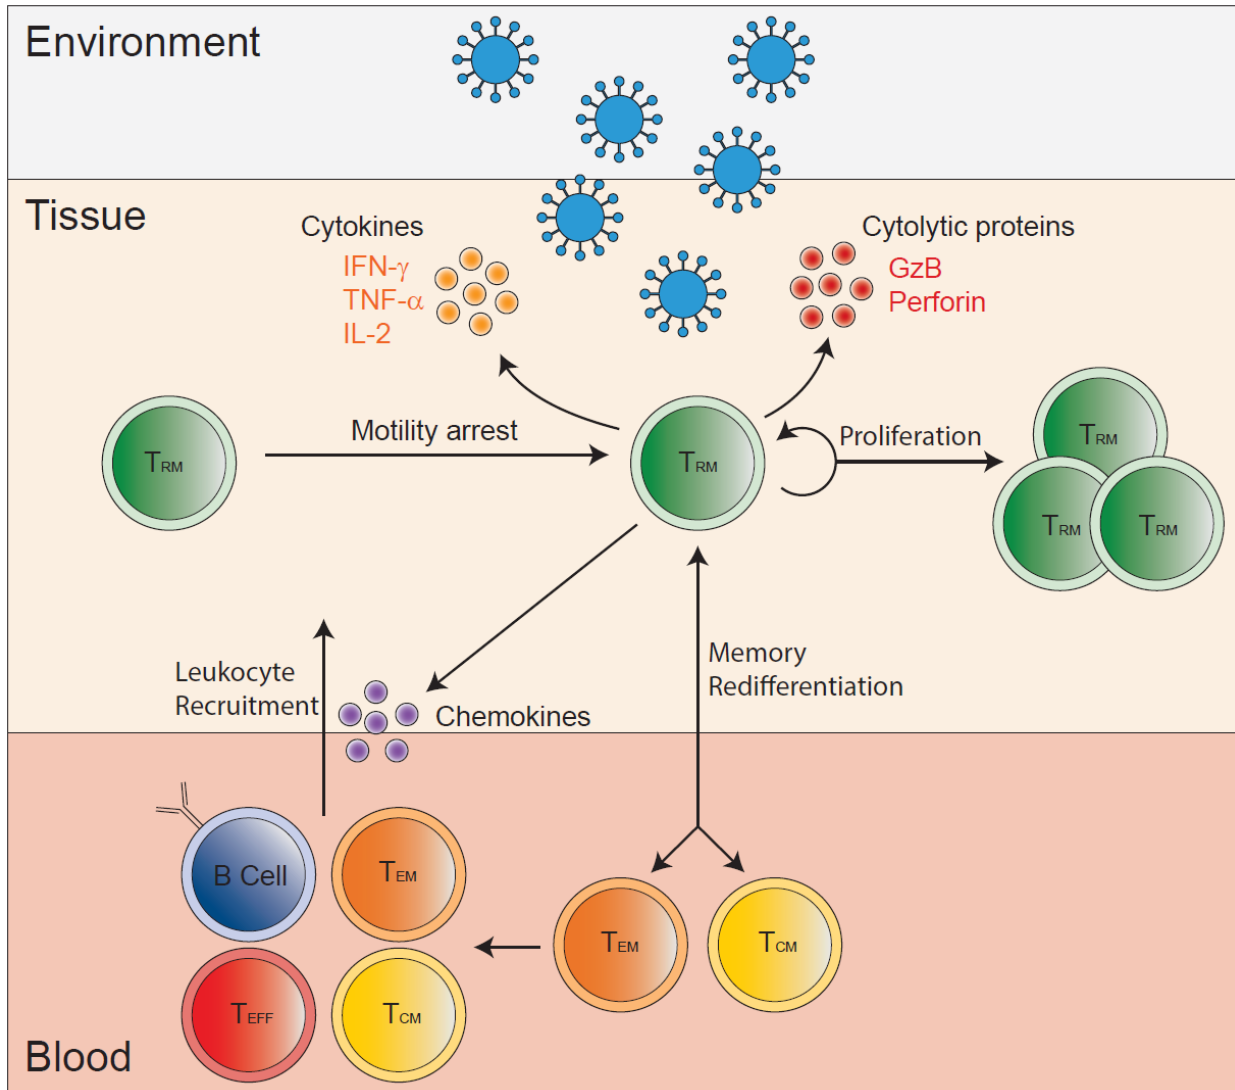 Environment
Tissue
Cytokines
IFN-γ
TNF-α
IL-2
Cytolytic proteins
GzB
Perforin
TRM
Motility arrest
TRM
Proliferation
TRM
TRM
TRM
Leukocyte
Recruitment
Chemokines
Memory
Redifferentiation
B Cell
TEM
TEFF
TCM
TEM
TCM
Blood